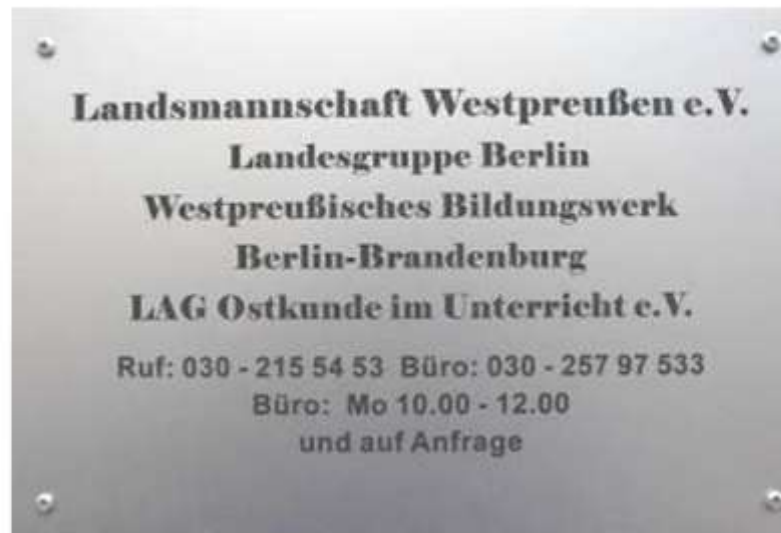 Landsmannschaft Westpreußen e.V.
Landesgruppe Berlin
Westpreußisches Bildungswerk
Berlin-Brandenburg
LAG Ostkunde im Unterricht e.V.
Ruf: 030 - 215 54 53 Büro: 030 - 257 97 533
Büro: Mo 10.00 - 12.00
und auf Anfrage